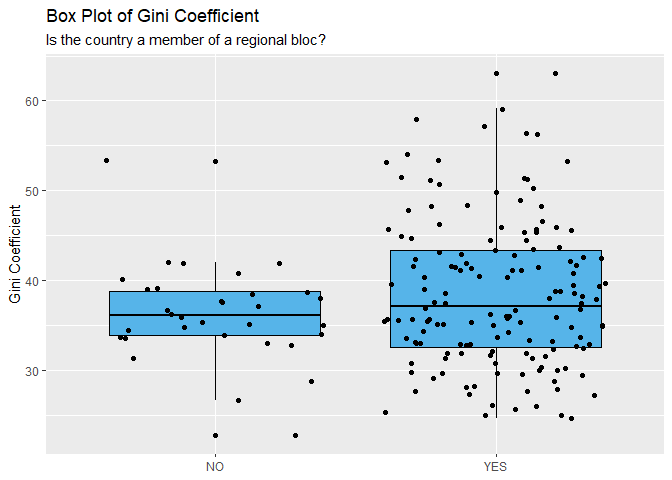 Box Plot of Gini Coefficient
Is the country a member of a regional bloc?
Gini Coefficient
60
50
40
30
NO
YES